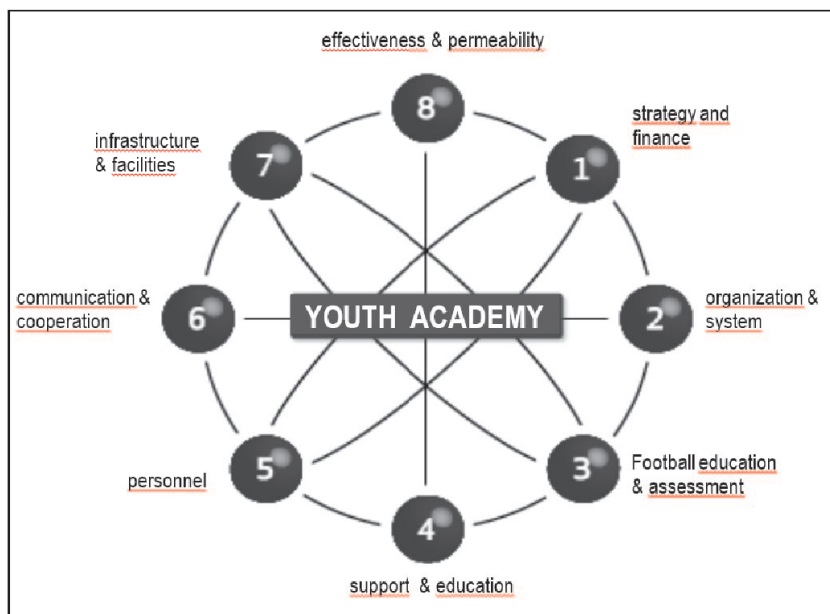 effectiveness & permeability
8
strategy and
finance
1
infrastructure
& facilities
7
communication &
cooperation
6
YOUTH ACADEMY
2
organization &
system
personnel
5
3
Football education
& assessment
4
support & education